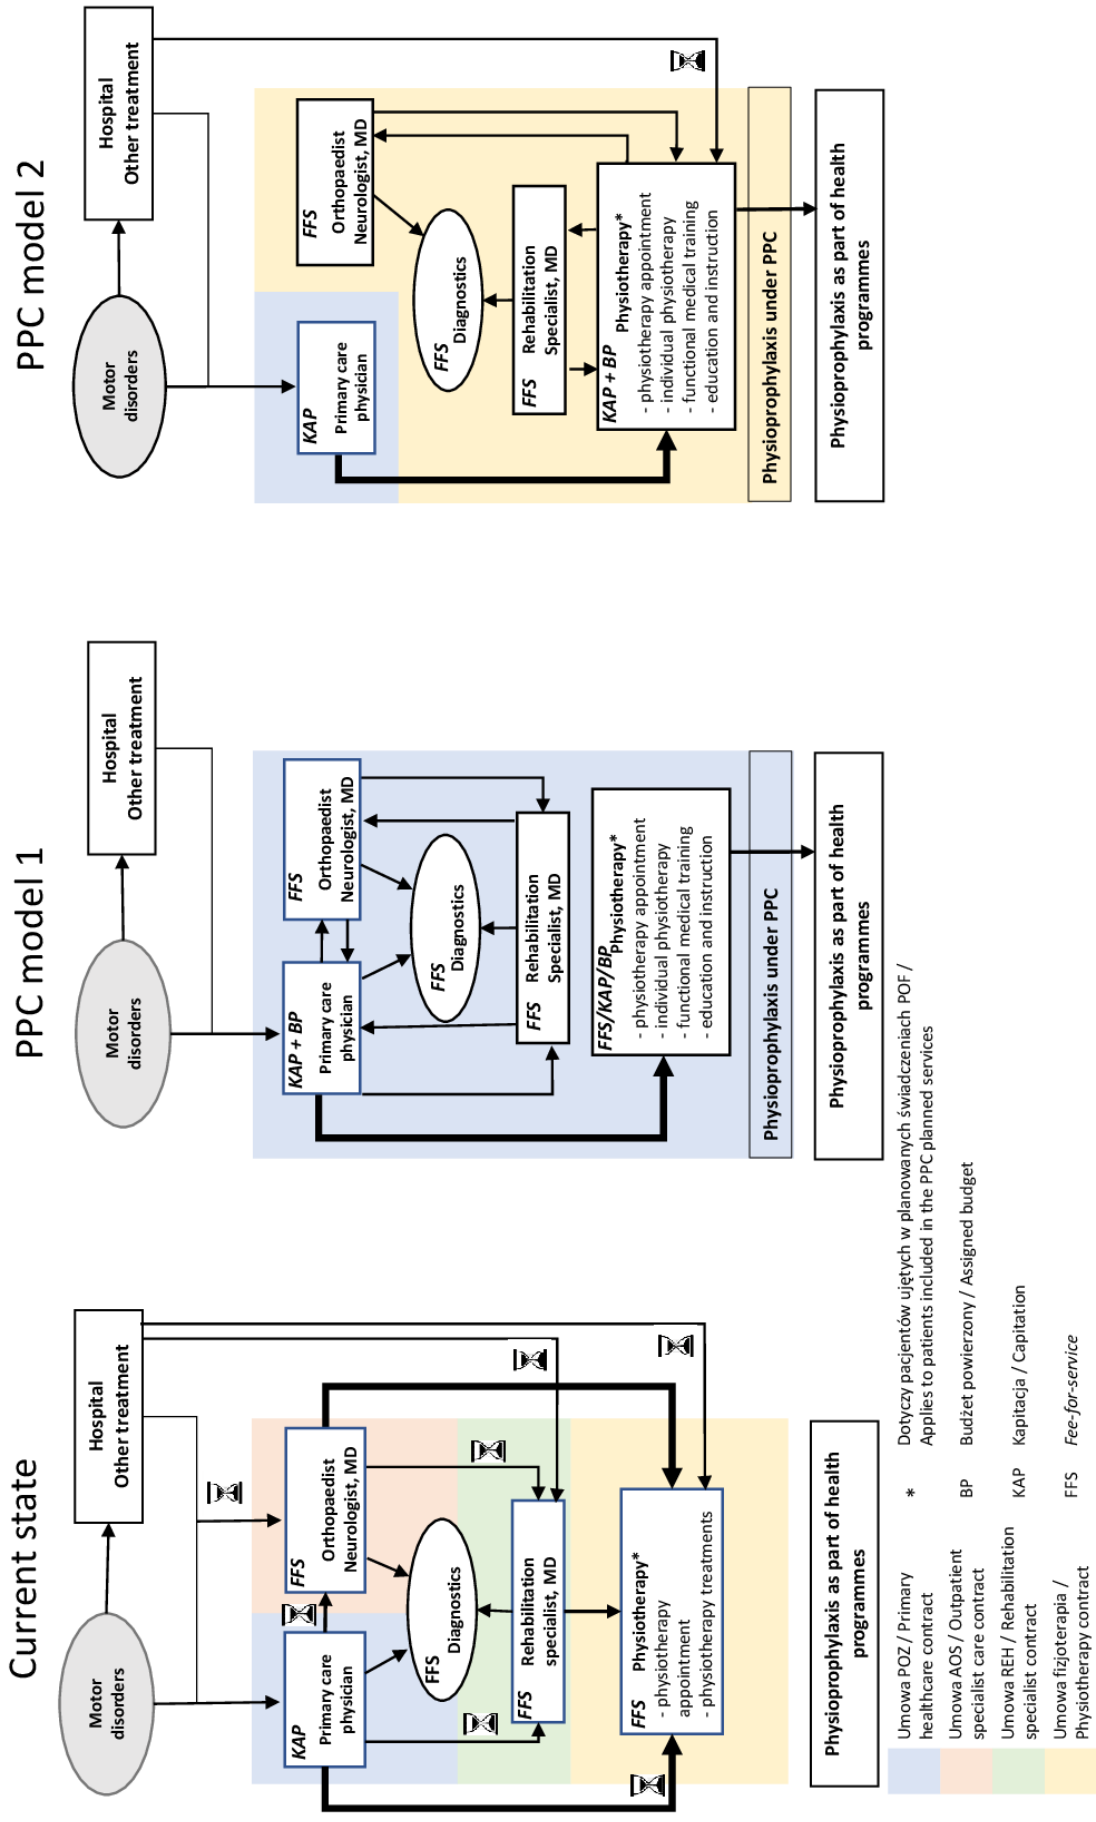 Current state
Motor
disorders
Hospital
Other treatment
KAP
Primary care
physician
FFS
Orthopaedist
Neurologist, MD
FFS
Diagnostics
FFS
Rehabilitation
specialist, MD
FFS
Physiotherapy*
- physiotherapy
appointment
- physiotherapy treatments
Physioprophylaxis as part of health
programmes
PPC model 1
Motor
disorders
Hospital
Other treatment
KAP + BP
Primary care
physician
FFS
Orthopaedist
Neurologist, MD
FFS
Diagnostics
FFS
Rehabilitation
Specialist, MD
FFS/KAP/BP
Physiotherapy*
- physiotherapy appointment
- individual physiotherapy
- functional medical training
- education and instruction
Physioprophylaxis under PPC
Physioprophylaxis as part of health
programmes
PPC model 2
Motor
disorders
Hospital
Other treatment
KAP
Primary care
physician
FFS
Orthopaedist
Neurologist, MD
FFS
Diagnostics
FFS
Rehabilitation
Specialist, MD
KAP + BP
Physiotherapy*
- physiotherapy appointment
- individual physiotherapy
- functional medical training
- education and instruction
Physioprophylaxis under PPC
Physioprophylaxis as part of health
programmes
Umowa POZ / Primary
healthcare contract
Umowa AOS / Outpatient
specialist care contract
Umowa REH / Rehabilitation
specialist contract
Umowa fizjoterapia /
Physiotherapy contract
* Dotyczy pacjentów ujętych w planowanych świadczeniach POF /
Applies to patients included in the PPC planned services
BP Budżet powierzony / Assigned budget
KAP Kapitacja / Capitation
FFS Fee-for-service